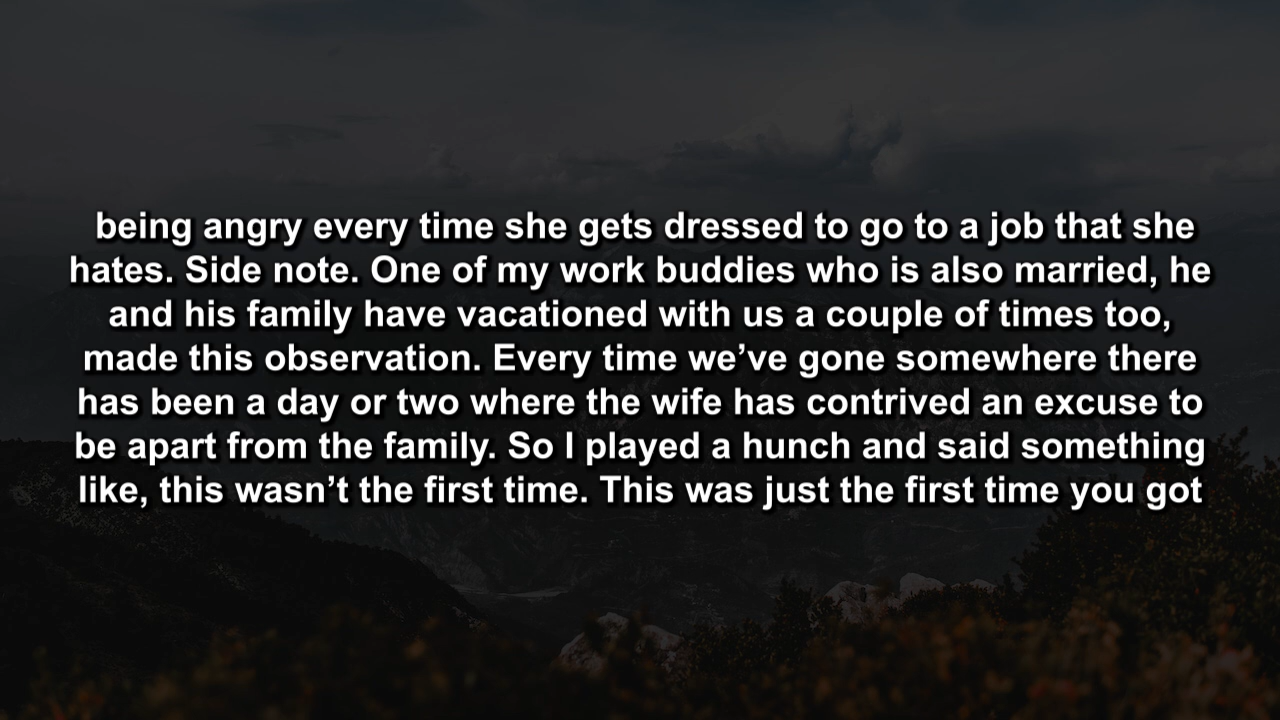 being angry every time she gets dressed to go to a job that she
hates. Side note. One of my work buddies who is also married, he
and his family have vacationed with us a couple of times too,
made this observation. Every time we’ve gone somewhere there
has been a day or two where the wife has contrived an excuse to
be apart from the family. So I played a hunch and said something
like, this wasn’t the first time. This was just the first time you got